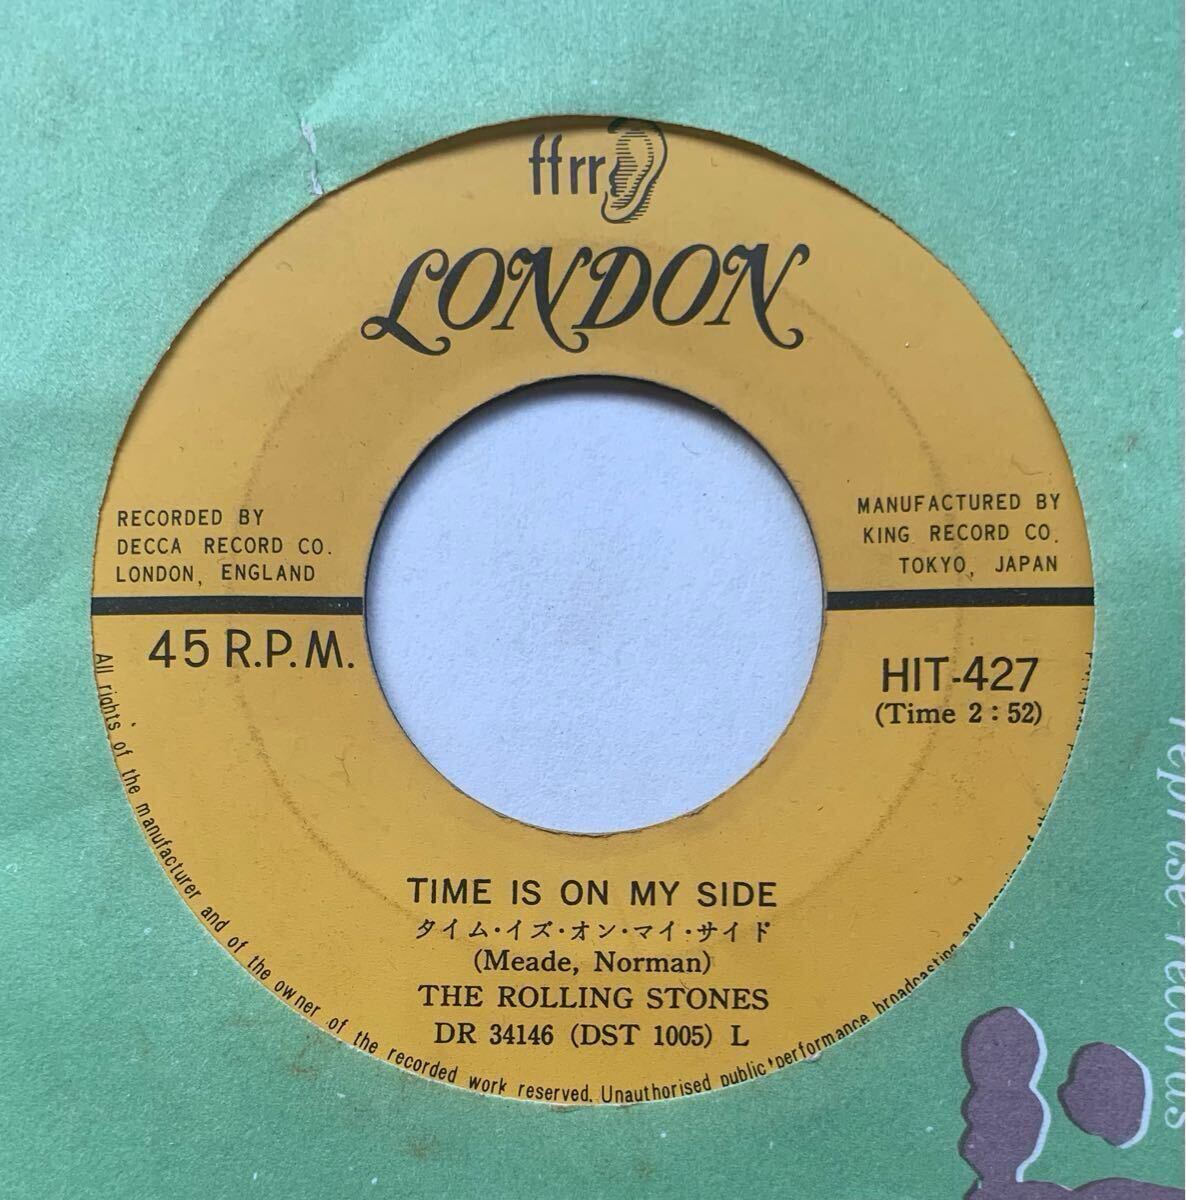 ffrr
LONDON
RECORDED BY
DECCA RECORD CO.
LONDON, ENGLAND
MANUFACTURED BY
KING RECORD CO.
TOKYO, JAPAN
45 R.P.M.
HIT-427
(Time 2:52)
TIME IS ON MY SIDE
タイム・イズ・オン・マイ・サイド
(Meade, Norman)
THE ROLLING STONES
DR 34146 (DST 1005) L
All rights of the manufacturer and of the owner of the recorded work reserved. Unauthorised public performance broadcasting and